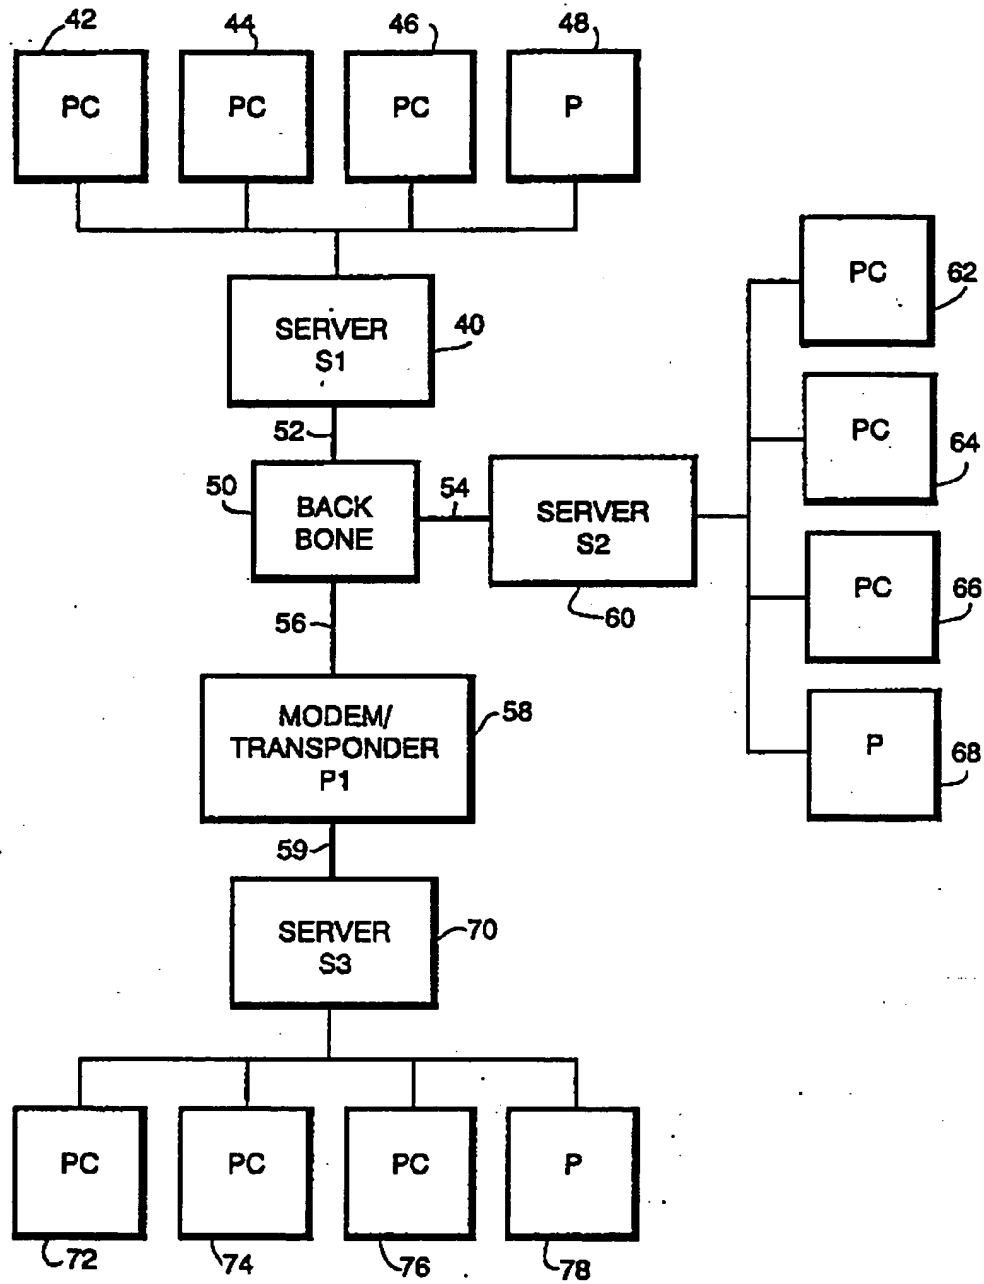 42
44
46
48
PC
PC
PC
P
SERVER
S1
40
PC
62
PC
64
PC
66
P
68
52
50
BACK
BONE
54
SERVER
S2
60
56
MODEM/
TRANSPONDER
P1
58
59
SERVER
S3
70
PC
PC
PC
P
72
74
76
78